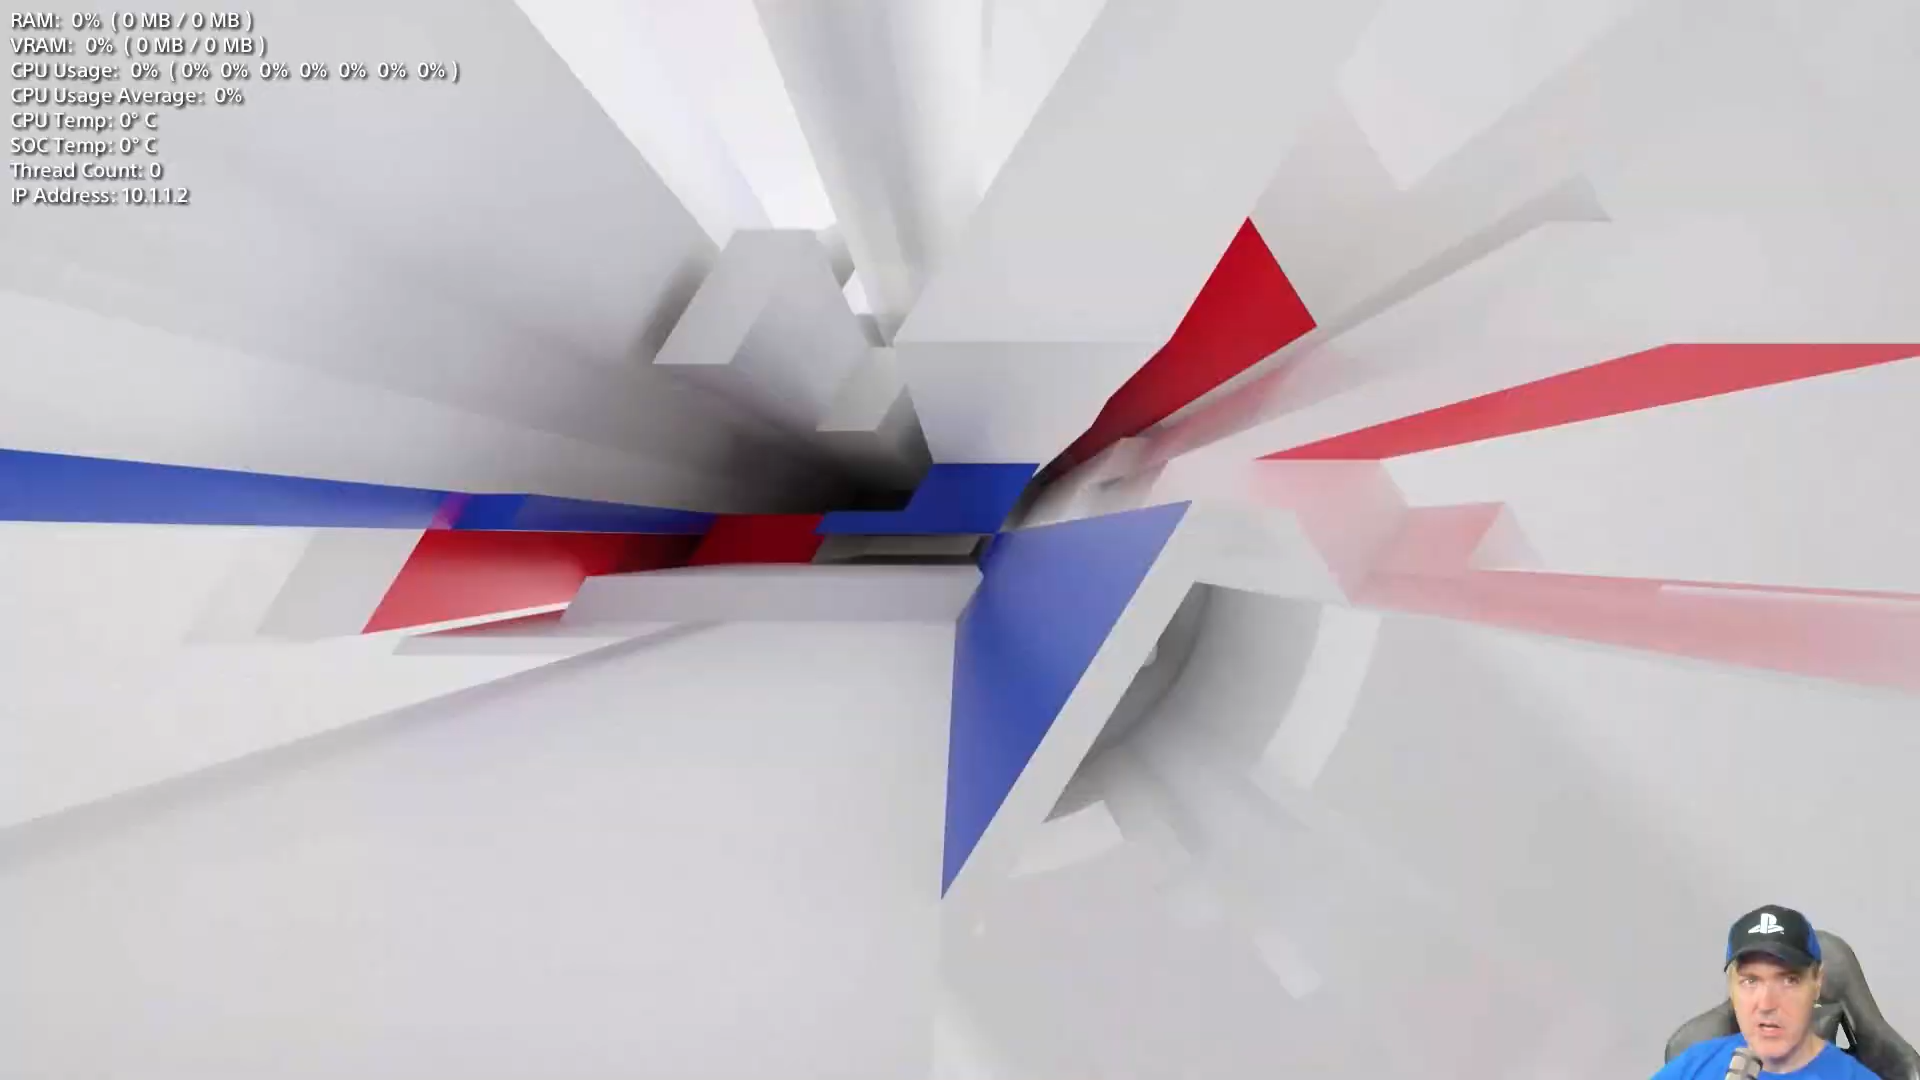 RAM: 0% ( 0 MB / 0 MB )
VRAM: 0% ( 0 MB / 0 MB )
CPU Usage: 0% ( 0% 0% 0% 0% 0% 0% 0% )
CPU Usage Average: 0%
CPU Temp: 0° C
SOC Temp: 0° C
Thread Count: 0
IP Address: 10.1.1.2